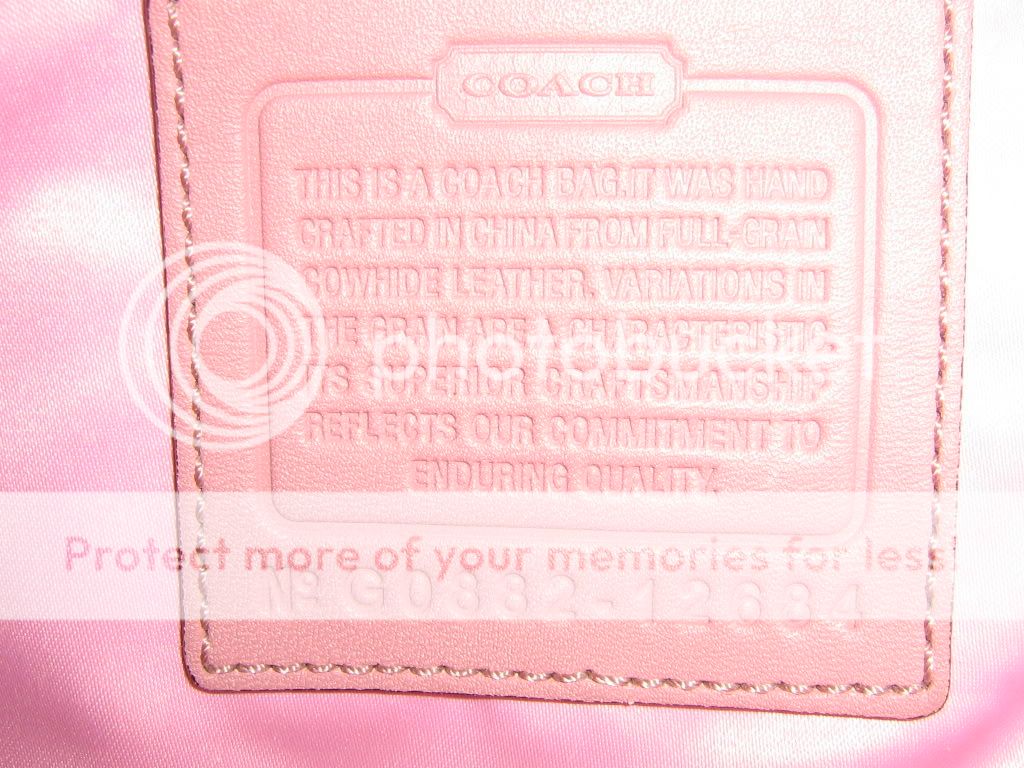 COACH
THIS IS A COACH BAG.IT WAS HAND
CRAFTED IN CHINA FROM FULL-GRAIN
COWHIDE LEATHER. VARIATIONS IN
THE GRAIN ARE A CHARACTERISTIC
ITS SUPERIOR CRAFTSMANSHIP
REFLECTS OUR COMMITMENT TO
ENDURING QUALITY.
photobucket
Protect more of your memories for less!
Nº G0882-12684